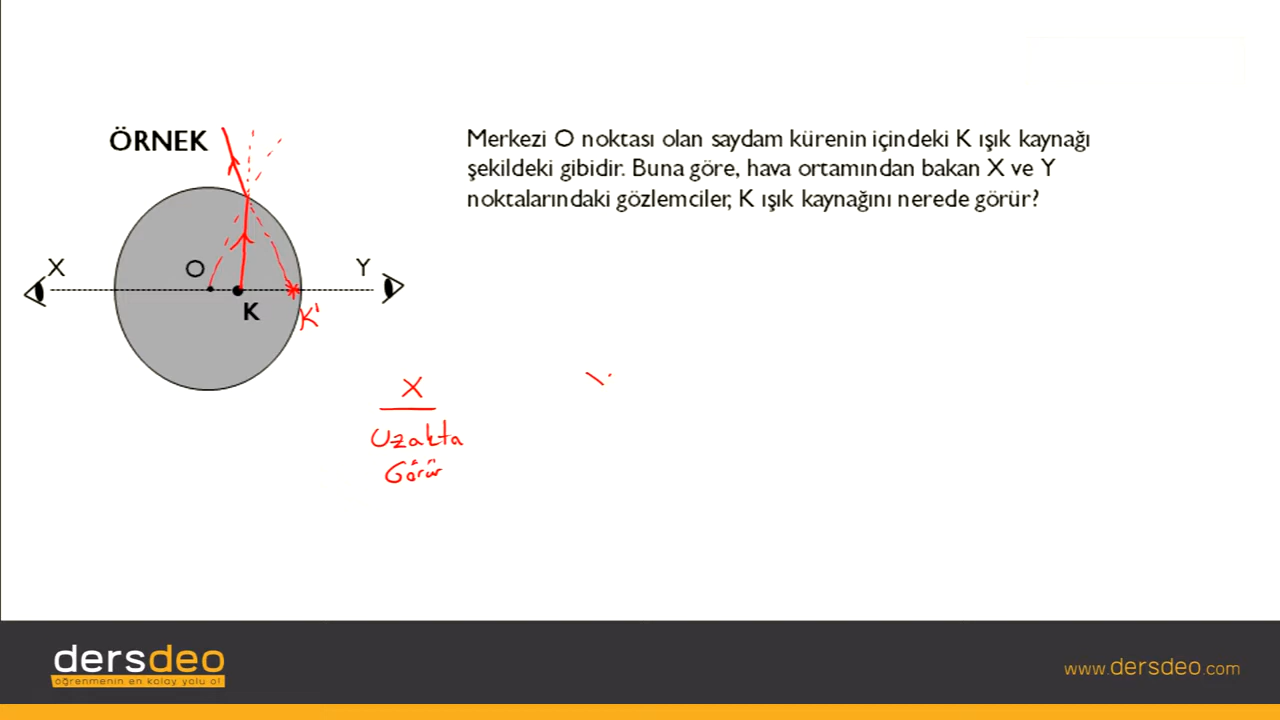 ÖRNEK
Merkezi O noktası olan saydam kürenin içindeki K ışık kaynağı
şekildeki gibidir. Buna göre, hava ortamından bakan X ve Y
noktalarındaki gözlemciler, K ışık kaynağını nerede görür?
X
O
Y
K
K'
X
Uzakta
Görür
dersdeo
öğrenmenin en kolay yolu o!
www.dersdeo.com